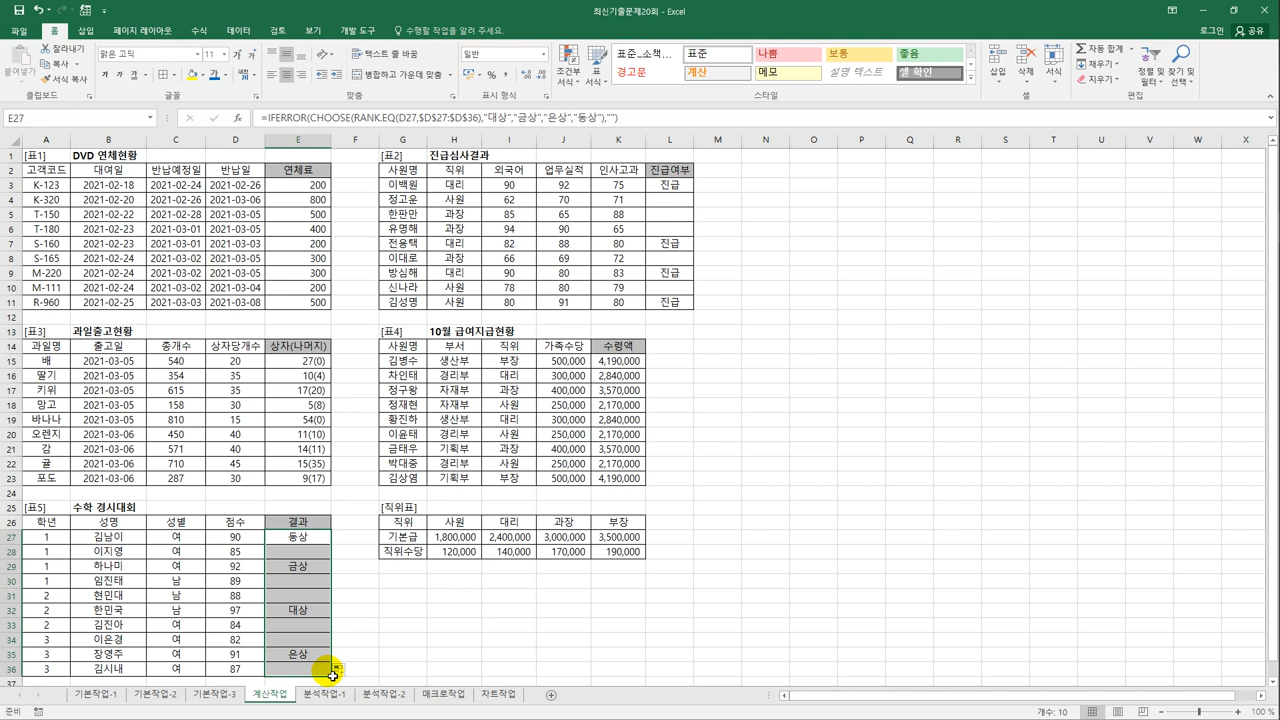 최신기출문제20회 - Excel
파일 홈 삽입 페이지 레이아웃 수식 데이터 검토 보기 개발 도구 수행할 작업을 알려 주세요. 로그인 공유
붙여넣기 잘라내기 복사 서식 복사 클립보드
맑은 고딕 11 가 가 가 글꼴
텍스트 줄 바꿈 병합하고 가운데 맞춤 맞춤
일반 % 표시 형식
조건부 서식 표 서식 표준_소책... 표준 나쁨 보통 좋음
경고문 계산 메모 설명 텍스트 셀 확인 스타일
삽입 삭제 서식 셀
자동 합계 채우기 지우기 정렬 및 필터 찾기 및 선택 편집
E27 fx =IFERROR(CHOOSE(RANK.EQ(D27,$D$27:$D$36),"대상","금상","은상","동상"),"")
A B C D E F G H I J K L M N O P Q R S T U V W X
1 [표1] DVD 연체현황 [표2] 진급심사결과
2 고객코드 대여일 반납예정일 반납일 연체료 사원명 직위 외국어 업무실적 인사고과 진급여부
3 K-123 2021-02-18 2021-02-24 2021-02-26 200 이백원 대리 90 92 75 진급
4 K-320 2021-02-20 2021-02-26 2021-03-06 800 정고운 사원 62 70 71
5 T-150 2021-02-22 2021-02-28 2021-03-05 500 한판만 과장 85 65 88
6 T-180 2021-02-23 2021-03-01 2021-03-05 400 유명해 과장 94 90 65
7 S-160 2021-02-23 2021-03-01 2021-03-03 200 전용택 대리 82 88 80 진급
8 S-165 2021-02-24 2021-03-02 2021-03-05 300 이대로 과장 66 69 72
9 M-220 2021-02-24 2021-03-02 2021-03-05 300 방심해 대리 90 80 83 진급
10 M-111 2021-02-24 2021-03-02 2021-03-04 200 신나라 사원 78 80 79
11 R-960 2021-02-25 2021-03-03 2021-03-08 500 김성명 사원 80 91 80 진급
12
13 [표3] 과일출고현황 [표4] 10월 급여지급현황
14 과일명 출고일 총개수 상자당개수 상자(나머지) 사원명 부서 직위 가족수당 수령액
15 배 2021-03-05 540 20 27(0) 김병수 생산부 부장 500,000 4,190,000
16 딸기 2021-03-05 354 35 10(4) 차인태 경리부 대리 300,000 2,840,000
17 키위 2021-03-05 615 35 17(20) 정구왕 자재부 과장 400,000 3,570,000
18 망고 2021-03-05 158 30 5(8) 정재현 자재부 사원 250,000 2,170,000
19 바나나 2021-03-05 810 15 54(0) 황진하 생산부 대리 300,000 2,840,000
20 오렌지 2021-03-06 450 40 11(10) 이윤태 경리부 사원 250,000 2,170,000
21 감 2021-03-06 571 40 14(11) 금태우 기획부 과장 400,000 3,570,000
22 귤 2021-03-06 710 45 15(35) 박대중 경리부 사원 250,000 2,170,000
23 포도 2021-03-06 287 30 9(17) 김상염 기획부 부장 500,000 4,190,000
24
25 [표5] 수학 경시대회 [직위표]
26 학년 성명 성별 점수 결과 직위 사원 대리 과장 부장
27 1 김남이 여 90 동상 기본급 1,800,000 2,400,000 3,000,000 3,500,000
28 1 이지영 여 85 직위수당 120,000 140,000 170,000 190,000
29 1 하나미 여 92 금상
30 1 임진태 남 89
31 2 현민대 남 88
32 2 한민국 남 97 대상
33 2 김진아 여 84
34 3 이은경 여 82
35 3 장영주 여 91 은상
36 3 김시내 여 87
37
기본작업-1 기본작업-2 기본작업-3 계산작업 분석작업-1 분석작업-2 매크로작업 차트작업
준비 개수: 10 100 %